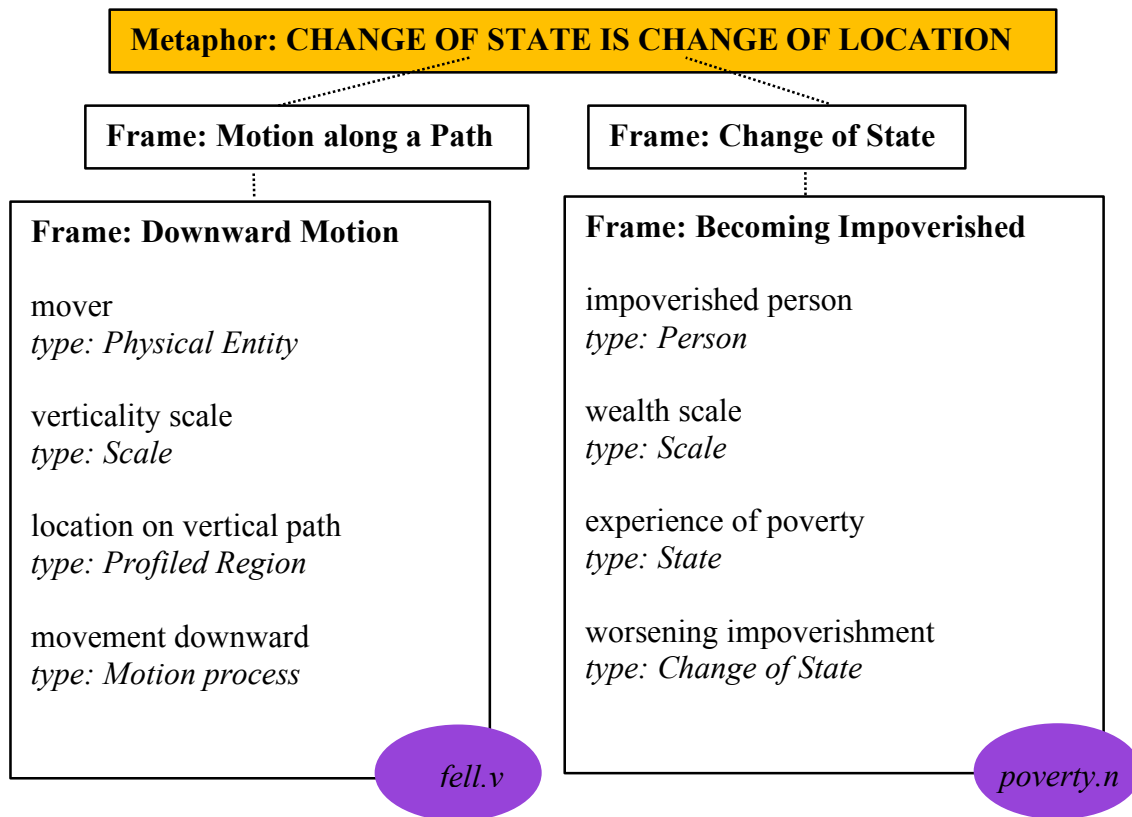 Metaphor: CHANGE OF STATE IS CHANGE OF LOCATION
Frame: Motion along a Path
Frame: Change of State
Frame: Downward Motion
mover
type: Physical Entity
verticality scale
type: Scale
location on vertical path
type: Profiled Region
movement downward
type: Motion process
fell.v
Frame: Becoming Impoverished
impoverished person
type: Person
wealth scale
type: Scale
experience of poverty
type: State
worsening impoverishment
type: Change of State
poverty.n